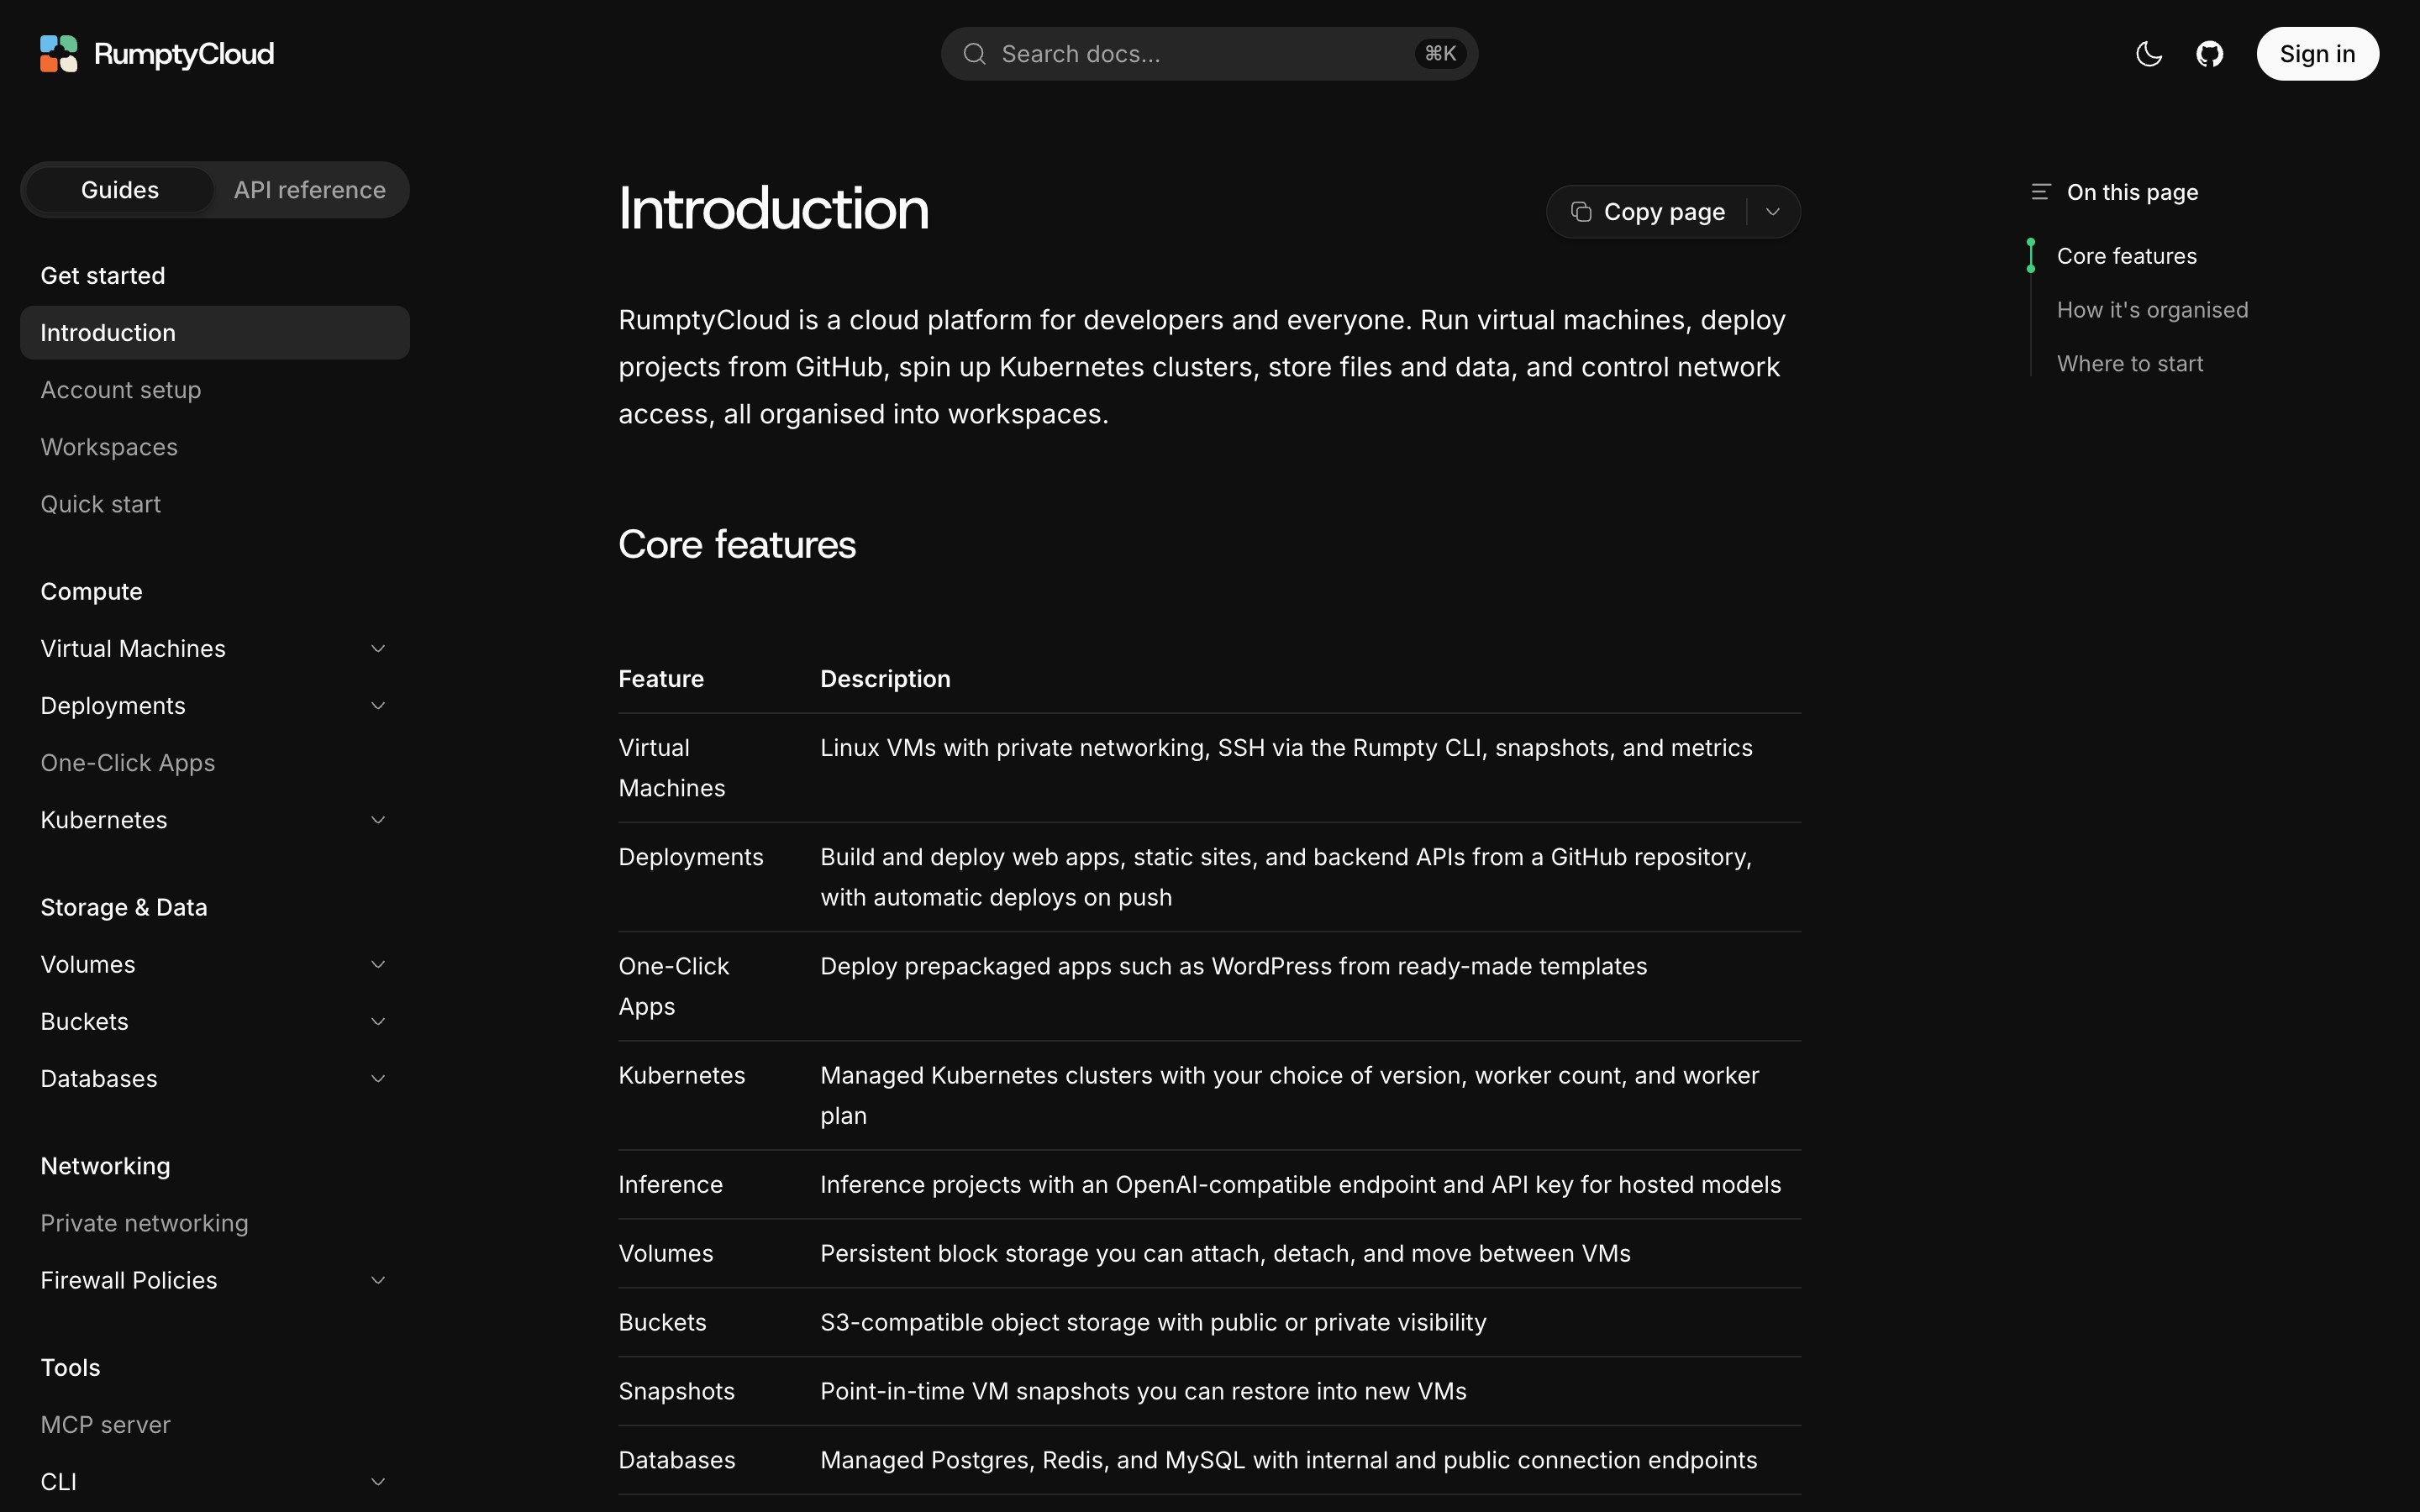 RumptyCloud
Search docs...
⌘K
Sign in
Guides
API reference
Get started
Introduction
Account setup
Workspaces
Quick start
Compute
Virtual Machines
Deployments
One-Click Apps
Kubernetes
Storage & Data
Volumes
Buckets
Databases
Networking
Private networking
Firewall Policies
Tools
MCP server
CLI
Introduction
Copy page
RumptyCloud is a cloud platform for developers and everyone. Run virtual machines, deploy
projects from GitHub, spin up Kubernetes clusters, store files and data, and control network
access, all organised into workspaces.
Core features
Feature
Description
Virtual
Machines
Linux VMs with private networking, SSH via the Rumpty CLI, snapshots, and metrics
Deployments
Build and deploy web apps, static sites, and backend APIs from a GitHub repository,
with automatic deploys on push
One-Click
Apps
Deploy prepackaged apps such as WordPress from ready-made templates
Kubernetes
Managed Kubernetes clusters with your choice of version, worker count, and worker
plan
Inference
Inference projects with an OpenAI-compatible endpoint and API key for hosted models
Volumes
Persistent block storage you can attach, detach, and move between VMs
Buckets
S3-compatible object storage with public or private visibility
Snapshots
Point-in-time VM snapshots you can restore into new VMs
Databases
Managed Postgres, Redis, and MySQL with internal and public connection endpoints
On this page
Core features
How it's organised
Where to start